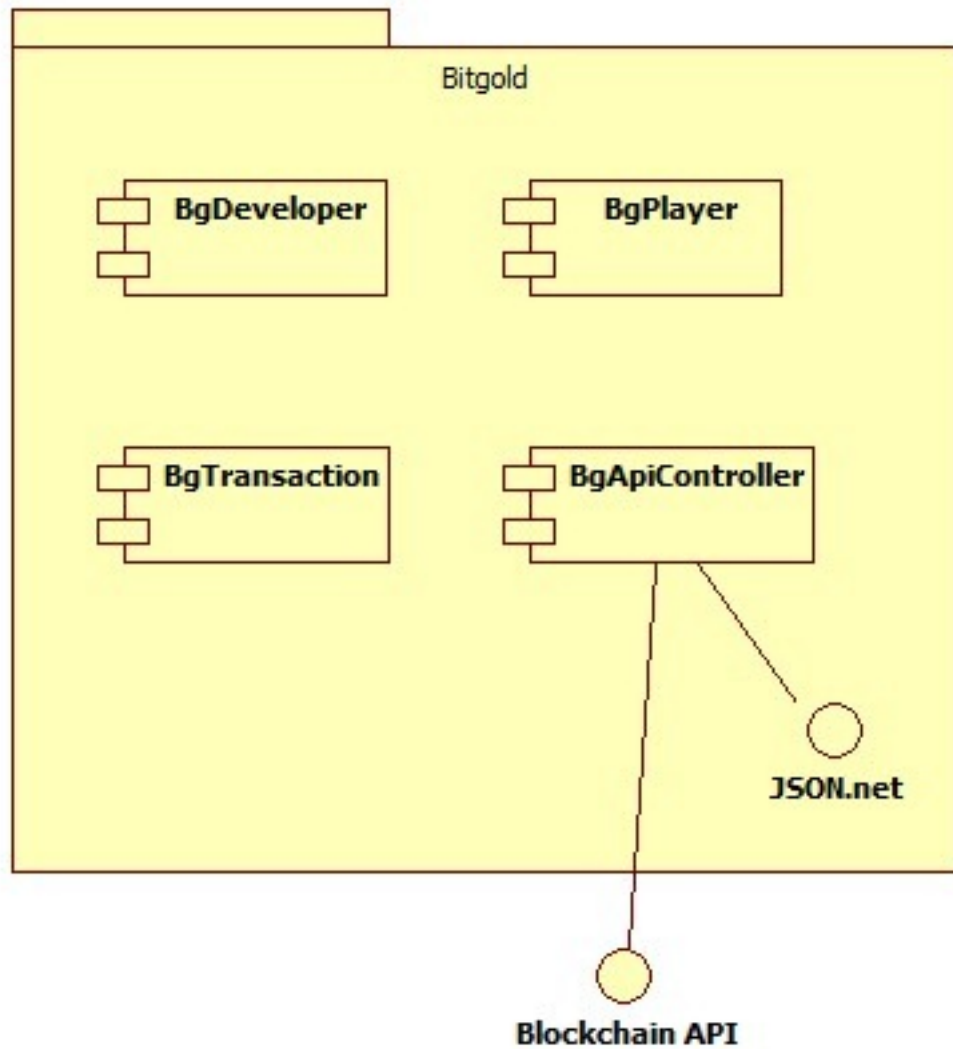 Bitgold
BgDeveloper
BgPlayer
BgTransaction
BgApiController
JSON.net
Blockchain API